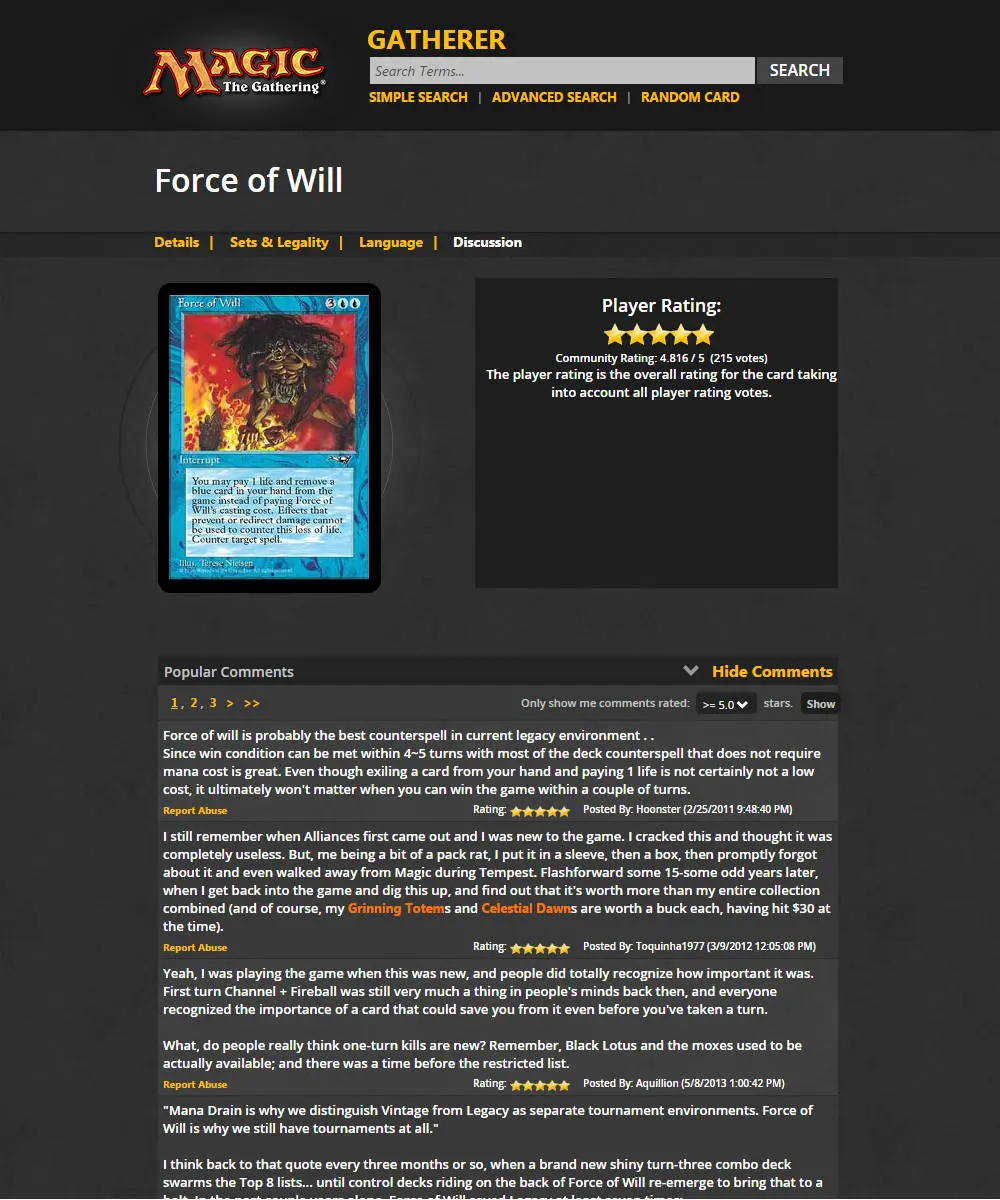 MAGIC
The Gathering®
GATHERER
Search Terms...
SEARCH
SIMPLE SEARCH | ADVANCED SEARCH | RANDOM CARD
Force of Will
Details | Sets & Legality | Language | Discussion
Force of Will 3
Interrupt
You may pay 1 life and remove a
blue card in your hand from the
game instead of paying Force of
Will's casting cost. Effects that
prevent or redirect damage cannot
be used to counter this loss of life.
Counter target spell.
Illus. Terese Nielsen
Player Rating:
Community Rating: 4.816 / 5 (215 votes)
The player rating is the overall rating for the card taking
into account all player rating votes.
Popular Comments
Hide Comments
1, 2, 3 > >>
Only show me comments rated: >= 5.0 stars. Show
Force of will is probably the best counterspell in current legacy environment . .
Since win condition can be met within 4~5 turns with most of the deck counterspell that does not require
mana cost is great. Even though exiling a card from your hand and paying 1 life is not certainly not a low
cost, it ultimately won't matter when you can win the game within a couple of turns.
Report Abuse Rating: Posted By: Hoonster (2/25/2011 9:48:40 PM)
I still remember when Alliances first came out and I was new to the game. I cracked this and thought it was
completely useless. But, me being a bit of a pack rat, I put it in a sleeve, then a box, then promptly forgot
about it and even walked away from Magic during Tempest. Flashforward some 15-some odd years later,
when I get back into the game and dig this up, and find out that it's worth more than my entire collection
combined (and of course, my Grinning Totems and Celestial Dawns are worth a buck each, having hit $30 at
the time).
Report Abuse Rating: Posted By: Toquinha1977 (3/9/2012 12:05:08 PM)
Yeah, I was playing the game when this was new, and people did totally recognize how important it was.
First turn Channel + Fireball was still very much a thing in people's minds back then, and everyone
recognized the importance of a card that could save you from it even before you've taken a turn.
What, do people really think one-turn kills are new? Remember, Black Lotus and the moxes used to be
actually available; and there was a time before the restricted list.
Report Abuse Rating: Posted By: Aquillion (5/8/2013 1:00:42 PM)
"Mana Drain is why we distinguish Vintage from Legacy as separate tournament environments. Force of
Will is why we still have tournaments at all."
I think back to that quote every three months or so, when a brand new shiny turn-three combo deck
swarms the Top 8 lists... until control decks riding on the back of Force of Will re-emerge to bring that to a